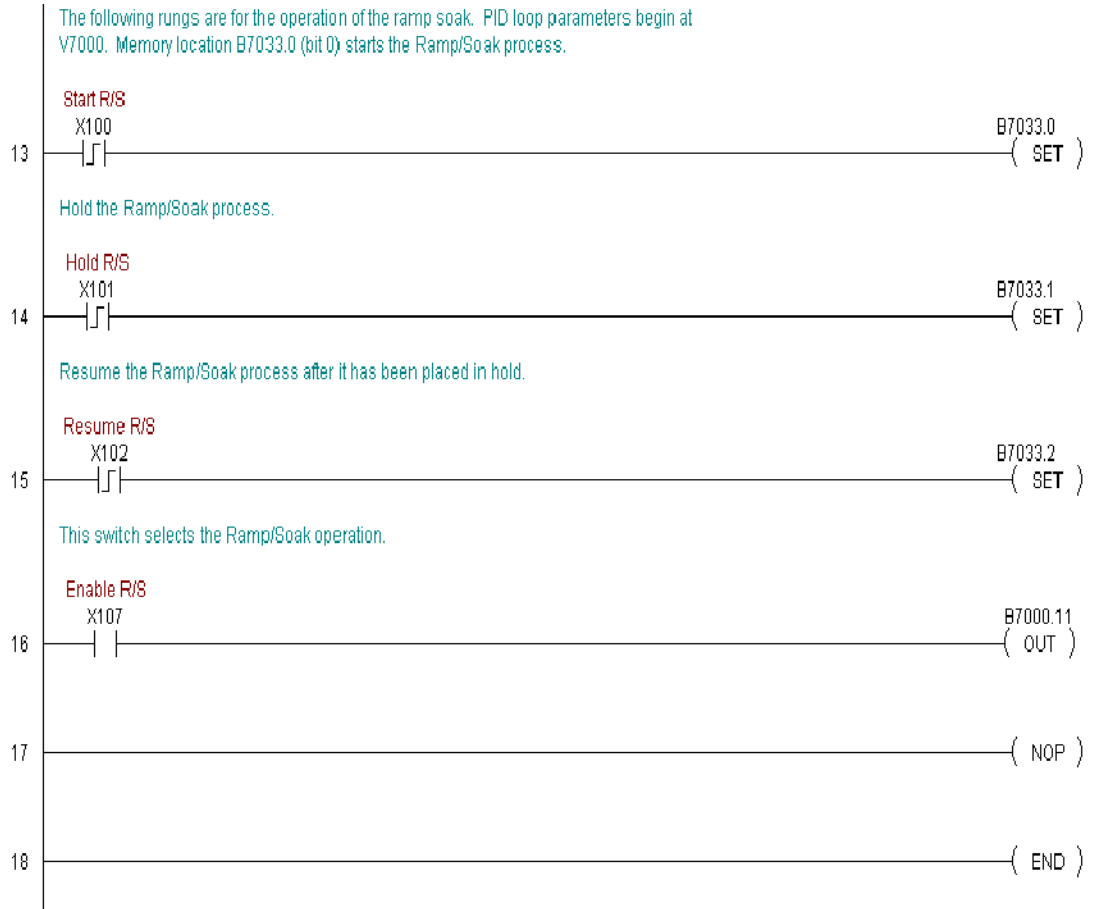 The following rungs are for the operation of the ramp soak. PID loop parameters begin at
V7000. Memory location B7033.0 (bit 0) starts the Ramp/Soak process.
Start R/S
X100
B7033.0
13
( SET )
Hold the Ramp/Soak process.
Hold R/S
X101
B7033.1
14
( SET )
Resume the Ramp/Soak process after it has been placed in hold.
Resume R/S
X102
B7033.2
15
( SET )
This switch selects the Ramp/Soak operation.
Enable R/S
X107
B7000.11
16
( OUT )
17
( NOP )
18
( END )